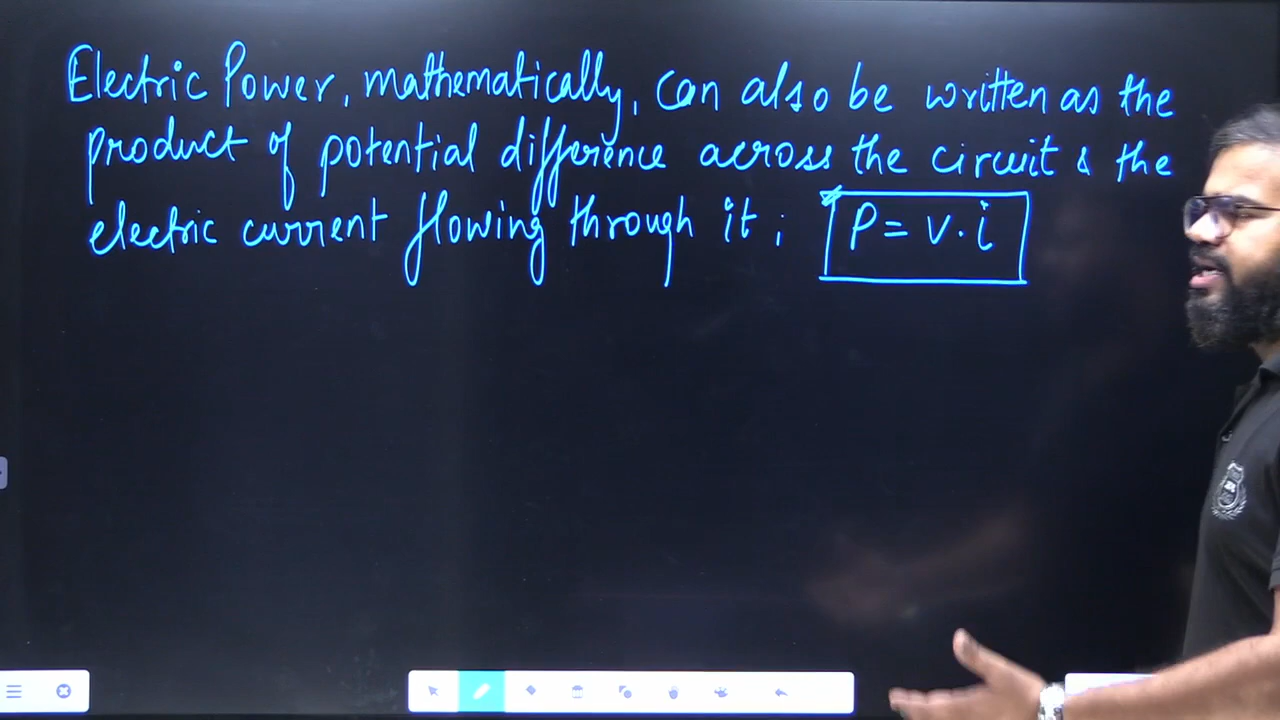 Electric Power, mathematically, can also be written as the
product of potential difference across the circuit & the
electric current flowing through it; P = V . i